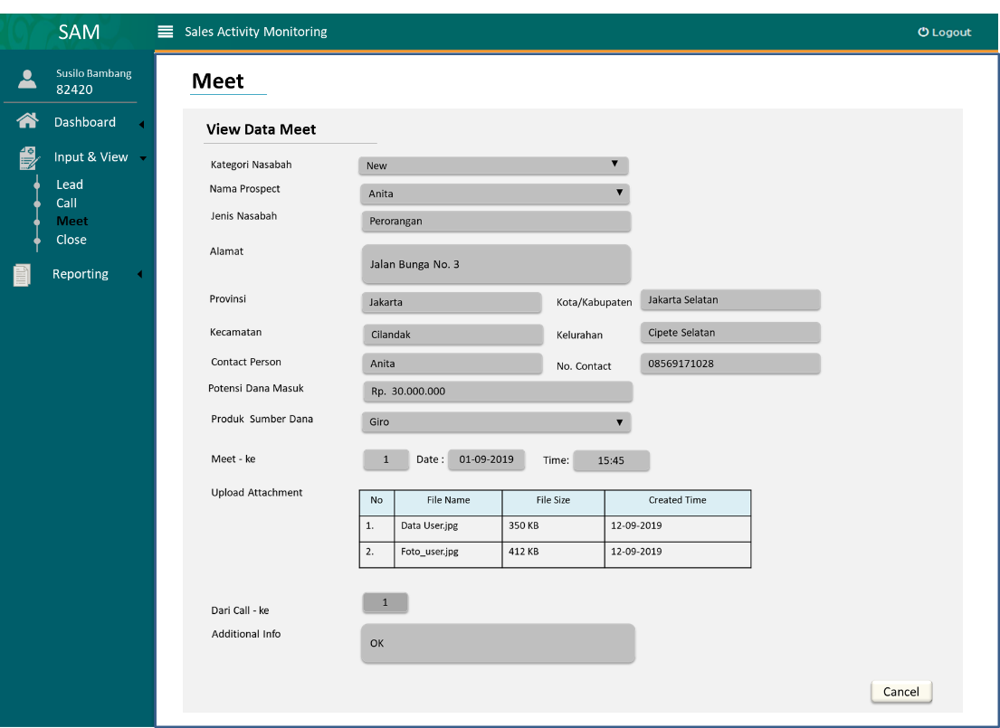 SAM
Sales Activity Monitoring
Logout
Susilo Bambang
82420
Dashboard
Input & View
Lead
Call
Meet
Close
Reporting
Meet
View Data Meet
Kategori Nasabah New
Nama Prospect Anita
Jenis Nasabah Perorangan
Alamat Jalan Bunga No. 3
Provinsi Jakarta Kota/Kabupaten Jakarta Selatan
Kecamatan Cilandak Kelurahan Cipete Selatan
Contact Person Anita No. Contact 08569171028
Potensi Dana Masuk Rp. 30.000.000
Produk Sumber Dana Giro
Meet - ke 1 Date : 01-09-2019 Time: 15:45
Upload Attachment
No File Name File Size Created Time
1. Data User.jpg 350 KB 12-09-2019
2. Foto_user.jpg 412 KB 12-09-2019
Dari Call - ke 1
Additional Info OK
Cancel